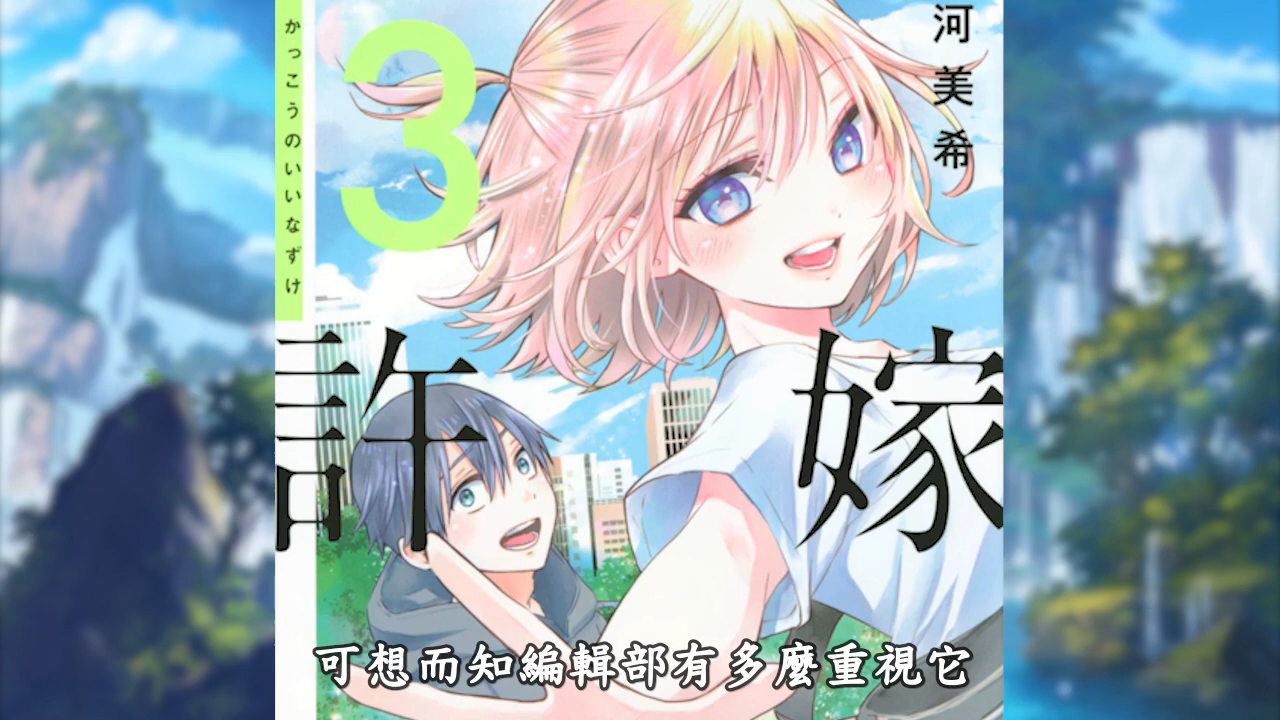 かっこうのいいなずけ
3
河美希
許嫁
可想而知編輯部有多麼重視它